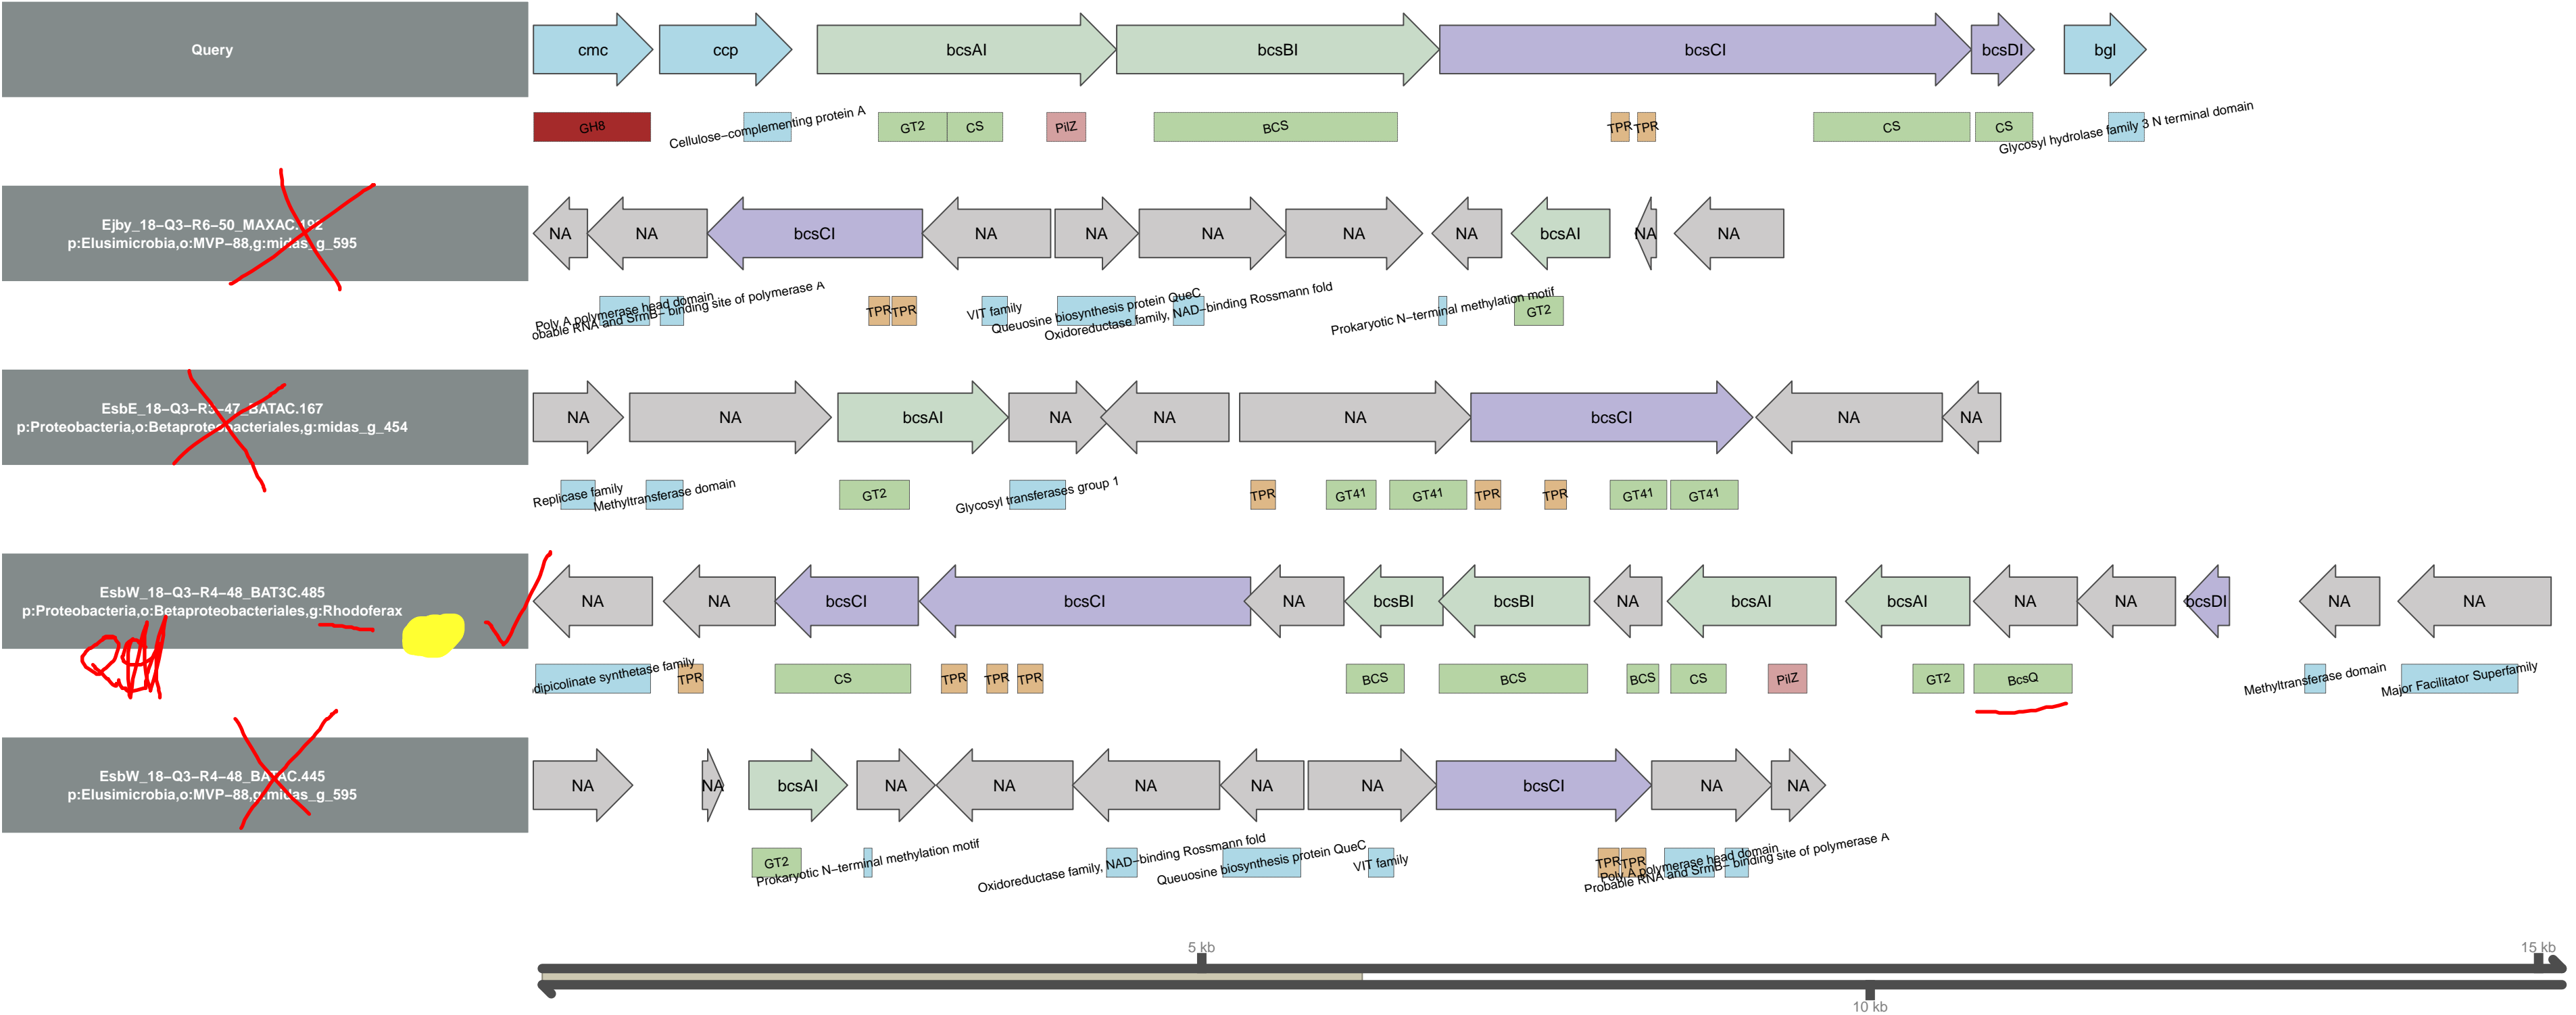 Query
cmc ccp bcsAI bcsBI bcsCI bcsDI bgl
GH8 Cellulose−complementing protein A GT2 CS PilZ BCS TPR TPR CS CS Glycosyl hydrolase family 3 N terminal domain
Ejby_18−Q3−R6−50_MAXAC.192
p:Elusimicrobia,o:MVP−88,g:midas_g_595
NA NA bcsCI NA NA NA NA NA bcsAI NA NA
Poly A polymerase head domain obable RNA and SrmB− binding site of polymerase A TPR TPR VIT family Queuosine biosynthesis protein QueC Oxidoreductase family, NAD−binding Rossmann fold Prokaryotic N−terminal methylation motif GT2
EsbE_18−Q3−R3−47_BATAC.167
p:Proteobacteria,o:Betaproteobacteriales,g:midas_g_454
NA NA bcsAI NA NA NA bcsCI NA NA
Replicase family Methyltransferase domain GT2 Glycosyl transferases group 1 TPR GT41 GT41 TPR TPR GT41 GT41
EsbW_18−Q3−R4−48_BAT3C.485
p:Proteobacteria,o:Betaproteobacteriales,g:Rhodoferax
NA NA bcsCI bcsCI NA bcsBI bcsBI NA bcsAI bcsAI NA NA bcsDI NA NA
dipicolinate synthetase family TPR CS TPR TPR TPR BCS BCS BCS CS PilZ GT2 BcsQ Methyltransferase domain Major Facilitator Superfamily
EsbW_18−Q3−R4−48_BATAC.445
p:Elusimicrobia,o:MVP−88,g:midas_g_595
NA NA bcsAI NA NA NA NA NA bcsCI NA NA
GT2 Prokaryotic N−terminal methylation motif Oxidoreductase family, NAD−binding Rossmann fold Queuosine biosynthesis protein QueC VIT family TPR TPR Poly A polymerase head domain Probable RNA and SrmB− binding site of polymerase A
5 kb 15 kb
10 kb